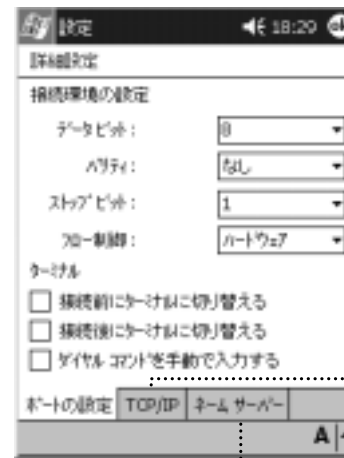 設定 18:29 ok
詳細設定
接続環境の設定
データ ビット: 8
パリティ: なし
ストップ ビット: 1
フロー制御: ハードウェア
ターミナル
接続前にターミナルに切り替える
接続後にターミナルに切り替える
ダイヤル コマンドを手動で入力する
ポートの設定 TCP/IP ネーム サーバー
A